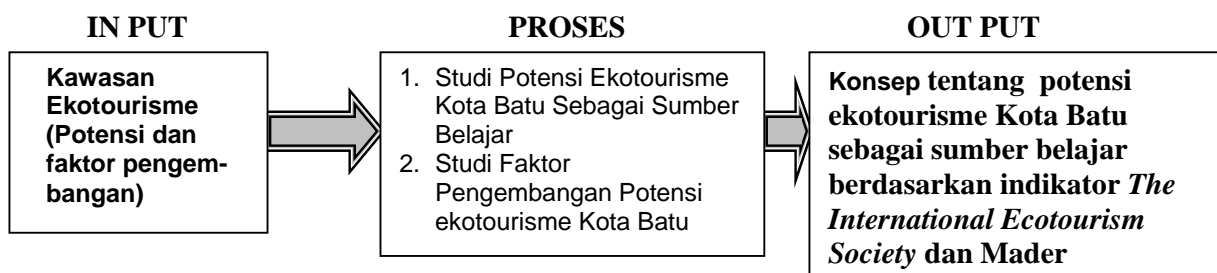 IN PUT
PROSES
OUT PUT
Kawasan
Ekotourisme
(Potensi dan
faktor pengem-
bangan)
1. Studi Potensi Ekotourisme
Kota Batu Sebagai Sumber
Belajar
2. Studi Faktor
Pengembangan Potensi
ekotourisme Kota Batu
Konsep tentang potensi
ekotourisme Kota Batu
sebagai sumber belajar
berdasarkan indikator The
International Ecotourism
Society dan Mader